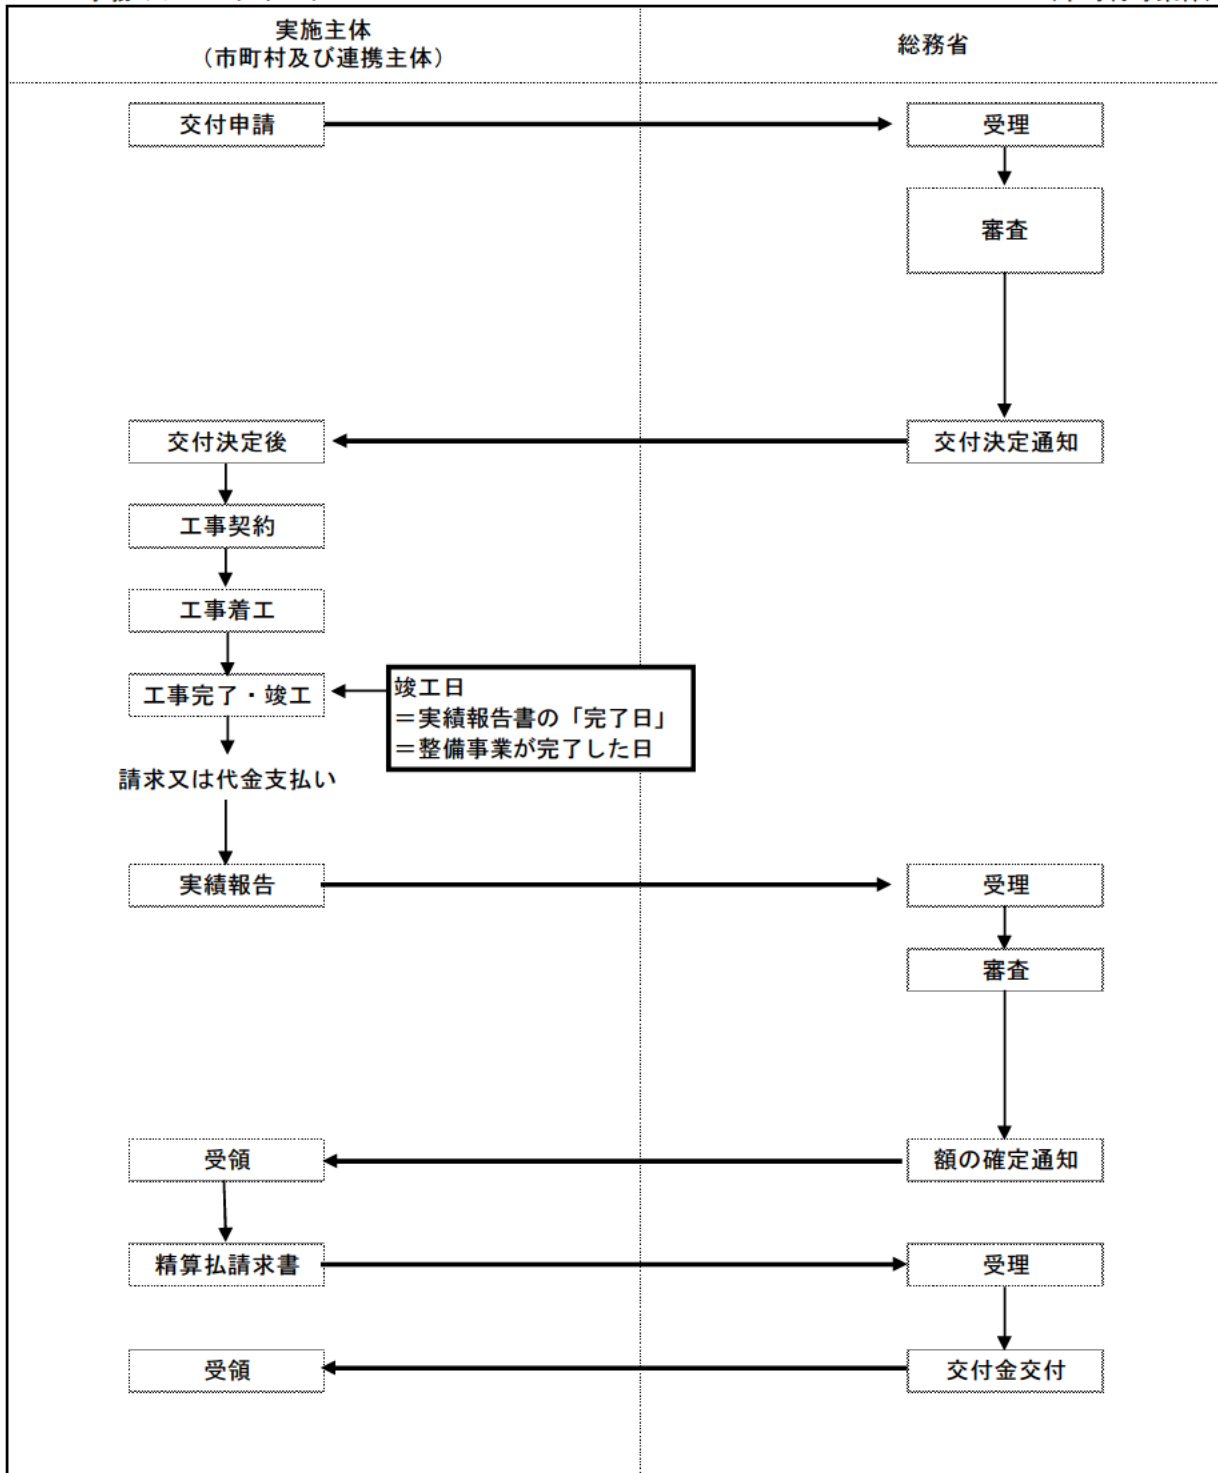 実施主体
（市町村及び連携主体）
総務省
交付申請
受理
審査
交付決定後
交付決定通知
工事契約
工事着工
工事完了・竣工
竣工日
＝実績報告書の「完了日」
＝整備事業が完了した日
請求又は代金支払い
実績報告
受理
審査
受領
額の確定通知
精算払請求書
受理
受領
交付金交付